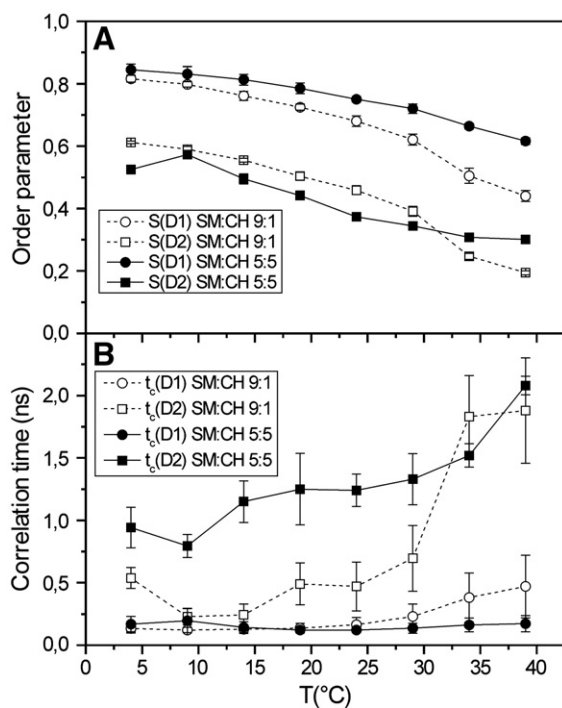 A
1,0
0,8
0,6
0,4
0,2
0,0
Order parameter
S(D1) SM:CH 9:1
S(D2) SM:CH 9:1
S(D1) SM:CH 5:5
S(D2) SM:CH 5:5
B
2,0
1,5
1,0
0,5
0,0
Correlation time (ns)
tc(D1) SM:CH 9:1
tc(D2) SM:CH 9:1
tc(D1) SM:CH 5:5
tc(D2) SM:CH 5:5
0 5 10 15 20 25 30 35 40
T(°C)